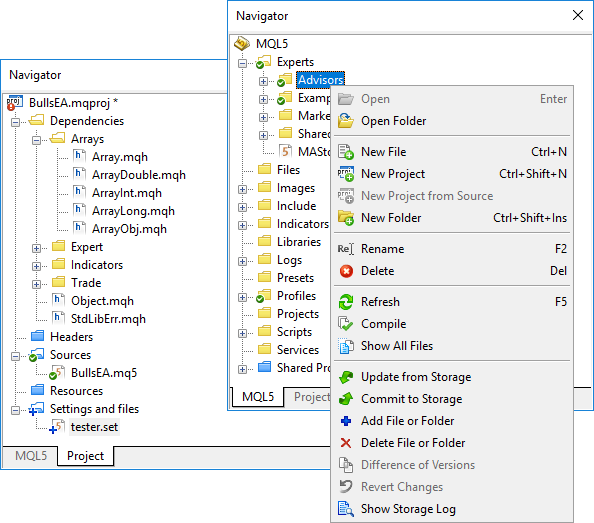 Navigator
BullsEA.mqproj *
Dependencies
Arrays
Array.mqh
ArrayDouble.mqh
ArrayInt.mqh
ArrayLong.mqh
ArrayObj.mqh
Expert
Indicators
Trade
Object.mqh
StdLibErr.mqh
Headers
Sources
BullsEA.mq5
Resources
Settings and files
tester.set
MQL5 Project
Navigator
MQL5
Experts
Advisors
Examp
Marke
Shared
MASto
Files
Images
Include
Indicators
Libraries
Logs
Presets
Profiles
Projects
Scripts
Services
Shared Pro
MQL5 Project
Open Enter
Open Folder
New File Ctrl+N
New Project Ctrl+Shift+N
New Project from Source
New Folder Ctrl+Shift+Ins
Rename F2
Delete Del
Refresh F5
Compile
Show All Files
Update from Storage
Commit to Storage
Add File or Folder
Delete File or Folder
Difference of Versions
Revert Changes
Show Storage Log